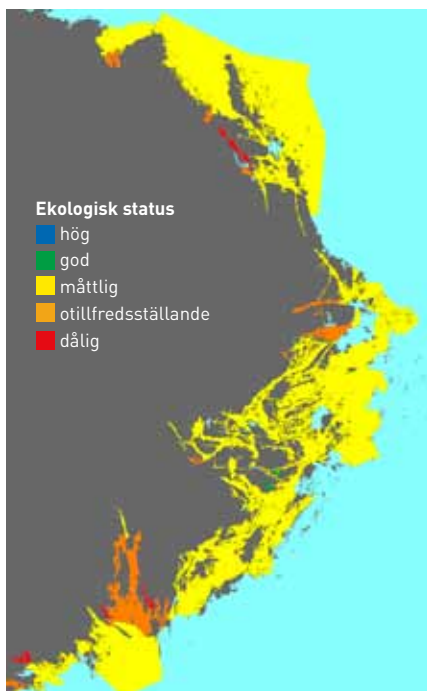 Ekologisk status
hög
god
måttlig
otillfredsställande
dålig